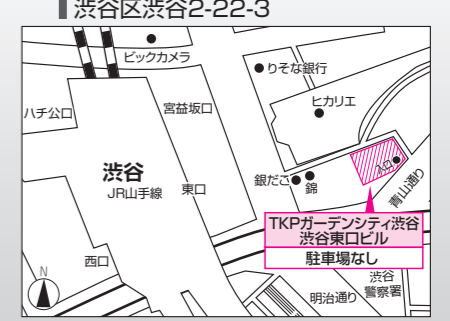 渋谷区渋谷2-22-3
ビックカメラ
りそな銀行
ハチ公口
宮益坂口
ヒカリエ
渋谷
JR山手線
東口
銀だこ
錦
入口
青山通り
TKPガーデンシティ渋谷
渋谷東口ビル
駐車場なし
西口
N
明治通り
渋谷
警察署